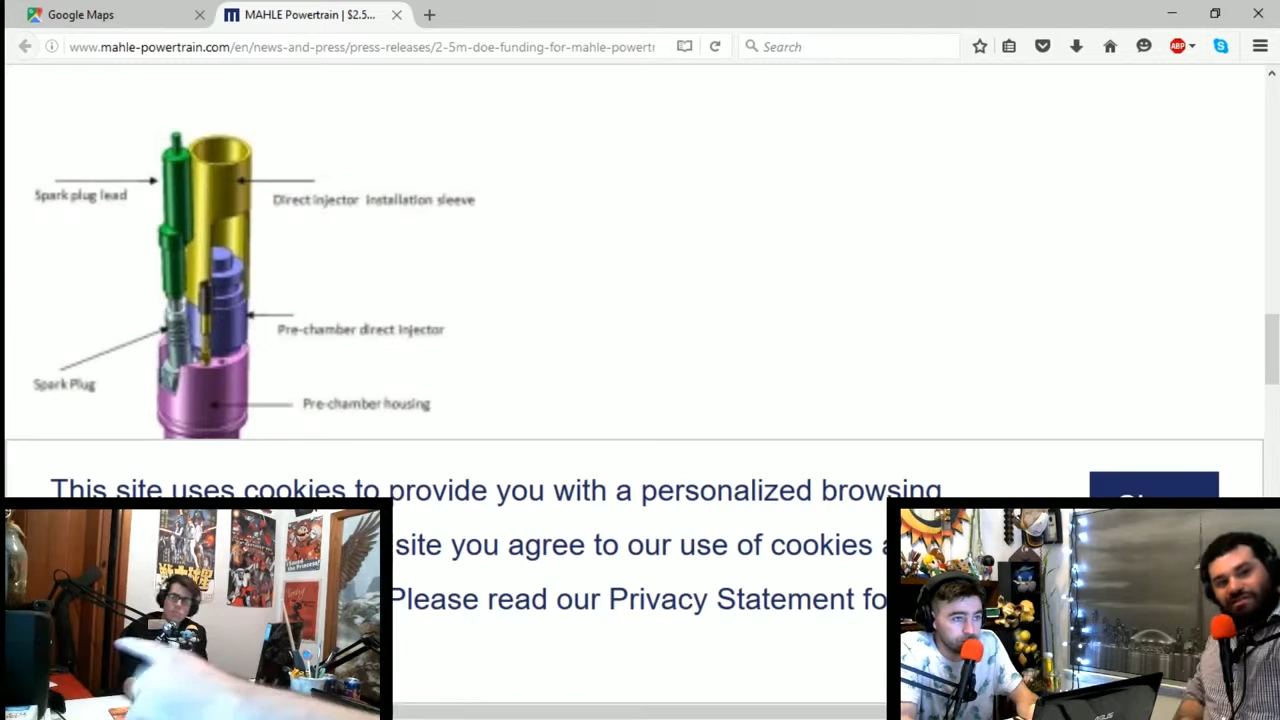 Google Maps
MAHLE Powertrain | $2.5...
www.mahle-powertrain.com/en/news-and-press/press-releases/2-5m-doe-funding-for-mahle-powertr
Search
ABP
Spark plug lead
Direct injector installation sleeve
Pre-chamber direct injector
Spark Plug
Pre-chamber housing
This site uses cookies to provide you with a personalized browsing
site you agree to our use of cookies
Please read our Privacy Statement fo
ASUS